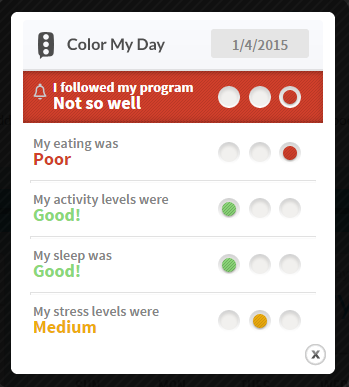 Color My Day
1/4/2015
I followed my program
Not so well
My eating was
Poor
My activity levels were
Good!
My sleep was
Good!
My stress levels were
Medium
X